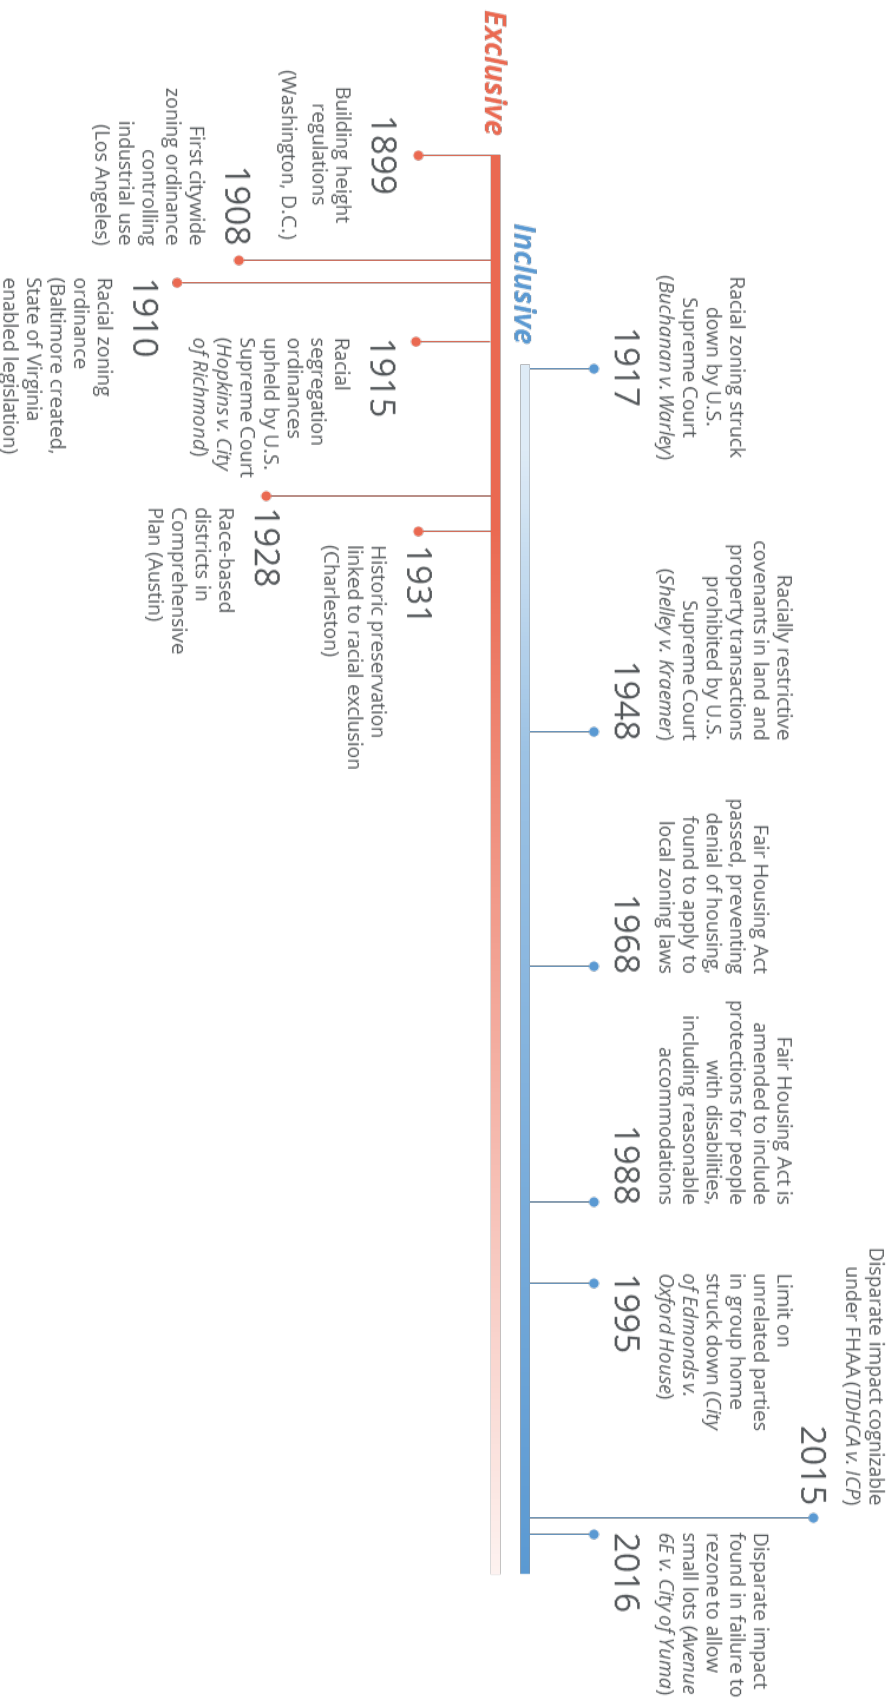 Exclusive
1899
Building height
regulations
(Washington, D.C.)
1908
First citywide
zoning ordinance
controlling
industrial use
(Los Angeles)
1910
Racial zoning
ordinance
(Baltimore created,
State of Virginia
enabled legislation)
1915
Racial
segregation
ordinances
upheld by U.S.
Supreme Court
(Hopkins v. City
of Richmond)
1928
Race-based
districts in
Comprehensive
Plan (Austin)
1931
Historic preservation
linked to racial exclusion
(Charleston)
Inclusive
Racial zoning struck
down by U.S.
Supreme Court
(Buchanan v. Warley)
1917
Racially restrictive
covenants in land and
property transactions
prohibited by U.S.
Supreme Court
(Shelley v. Kraemer)
1948
Fair Housing Act
passed, preventing
denial of housing,
found to apply to
local zoning laws
1968
Fair Housing Act is
amended to include
protections for people
with disabilities,
including reasonable
accommodations
1988
Limit on
unrelated parties
in group home
struck down (City
of Edmonds v.
Oxford House)
1995
Disparate impact cognizable
under FHAA (TDHCA v. ICP)
2015
Disparate impact
found in failure to
rezone to allow
small lots (Avenue
6E v. City of Yuma)
2016